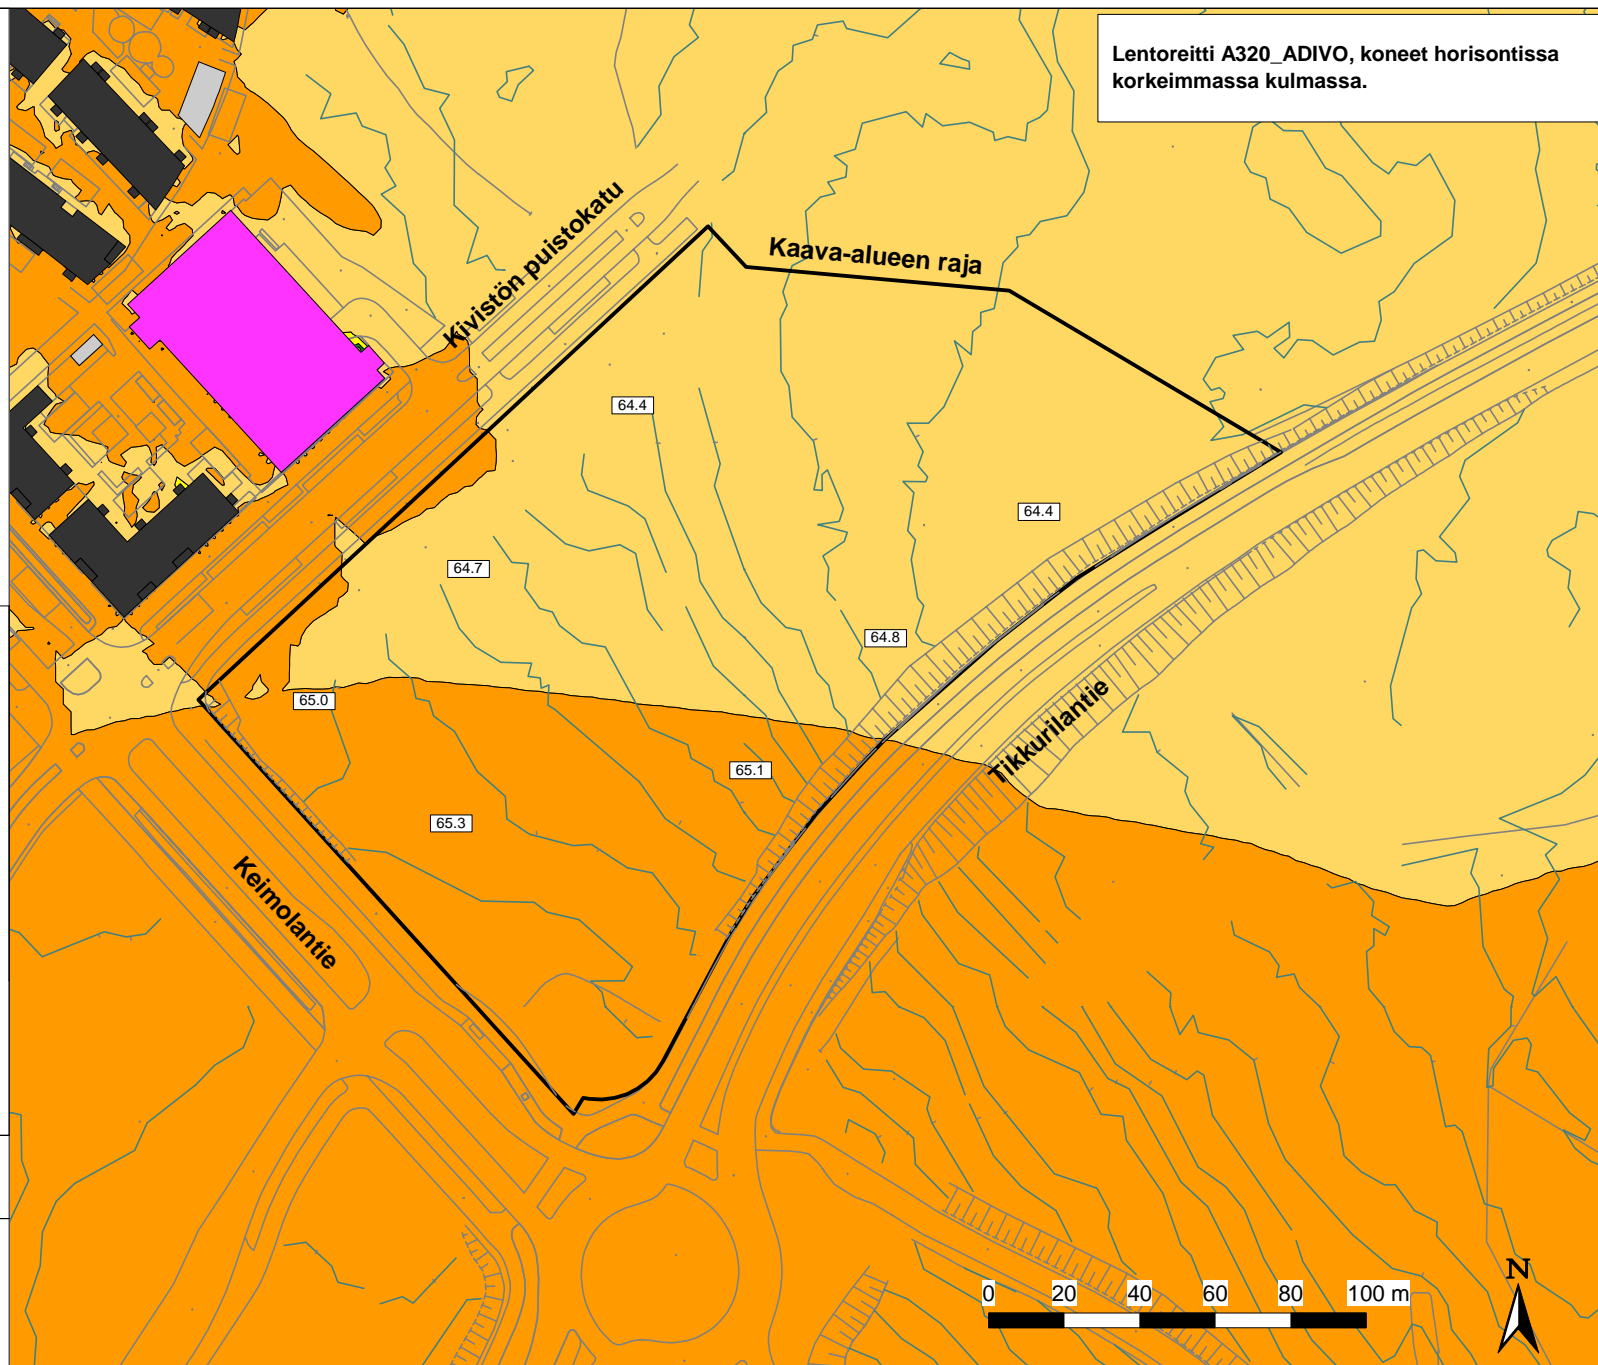 Lentoreitti A320_ADIVO, koneet horisontissa
korkeimmassa kulmassa.
Kivistön puistokatu
Kaava-alueen raja
64.4
64.4
64.7
64.8
65.0
Tikkurilantie
65.1
65.3
Keimolantie
N
0 20 40 60 80 100 m